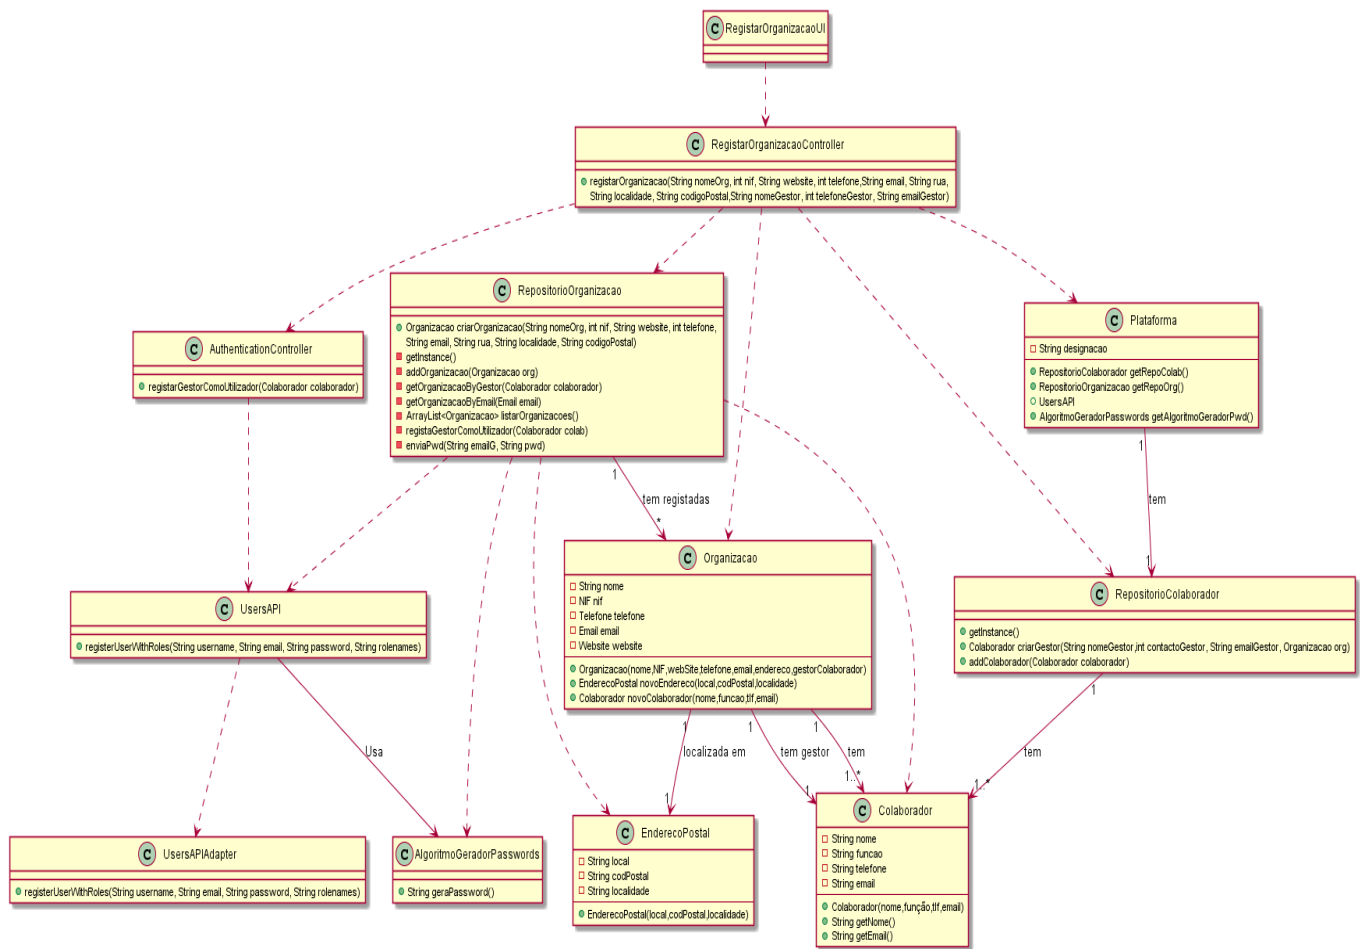 C RegistarOrganizacaoUI
C RegistarOrganizacaoController
registarOrganizacao(String nomeOrg, int nif, String website, int telefone,String email, String rua,
String localidade, String codigoPostal,String nomeGestor, int telefoneGestor, String emailGestor)
C RepositorioOrganizacao
Organizacao criarOrganizacao(String nomeOrg, int nif, String website, int telefone,
String email, String rua, String localidade, String codigoPostal)
getInstance()
addOrganizacao(Organizacao org)
getOrganizacaoByGestor(Colaborador colaborador)
getOrganizacaoByEmail(Email email)
ArrayList<Organizacao> listarOrganizacoes()
registaGestorComoUtilizador(Colaborador colab)
enviaPwd(String emailG, String pwd)
C AuthenticationController
registarGestorComoUtilizador(Colaborador colaborador)
C Plataforma
String designacao
RepositorioColaborador getRepoColab()
RepositorioOrganizacao getRepoOrg()
UsersAPI
AlgoritmoGeradorPasswords getAlgoritmoGeradorPwd()
1
tem registadas
*
1
tem
1
C Organizacao
String nome
NIF nif
Telefone telefone
Email email
Website website
Organizacao(nome,NIF,webSite,telefone,email,endereco,gestorColaborador)
EnderecoPostal novoEndereco(local,codPostal,localidade)
Colaborador novoColaborador(nome,funcao,tlf,email)
C RepositorioColaborador
getInstance()
Colaborador criarGestor(String nomeGestor,int contactoGestor, String emailGestor, Organizacao org)
addColaborador(Colaborador colaborador)
C UsersAPI
registerUserWithRoles(String username, String email, String password, String rolenames)
Usa
1
localizada em
1
1
tem gestor
1
1
tem
1..*
1
tem
1..*
C UsersAPIAdapter
registerUserWithRoles(String username, String email, String password, String rolenames)
C AlgoritmoGeradorPasswords
String geraPassword()
C EnderecoPostal
String local
String codPostal
String localidade
EnderecoPostal(local,codPostal,localidade)
C Colaborador
String nome
String funcao
String telefone
String email
Colaborador(nome,função,tlf,email)
String getNome()
String getEmail()